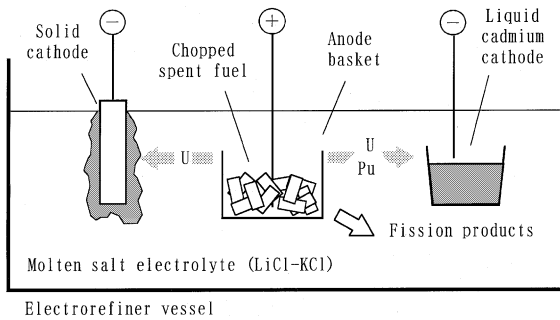 Solid
cathode
−
Chopped
spent fuel
+
Anode
basket
−
Liquid
cadmium
cathode
U
U
Pu
Fission products
Molten salt electrolyte (LiCl-KCl)
Electrorefiner vessel